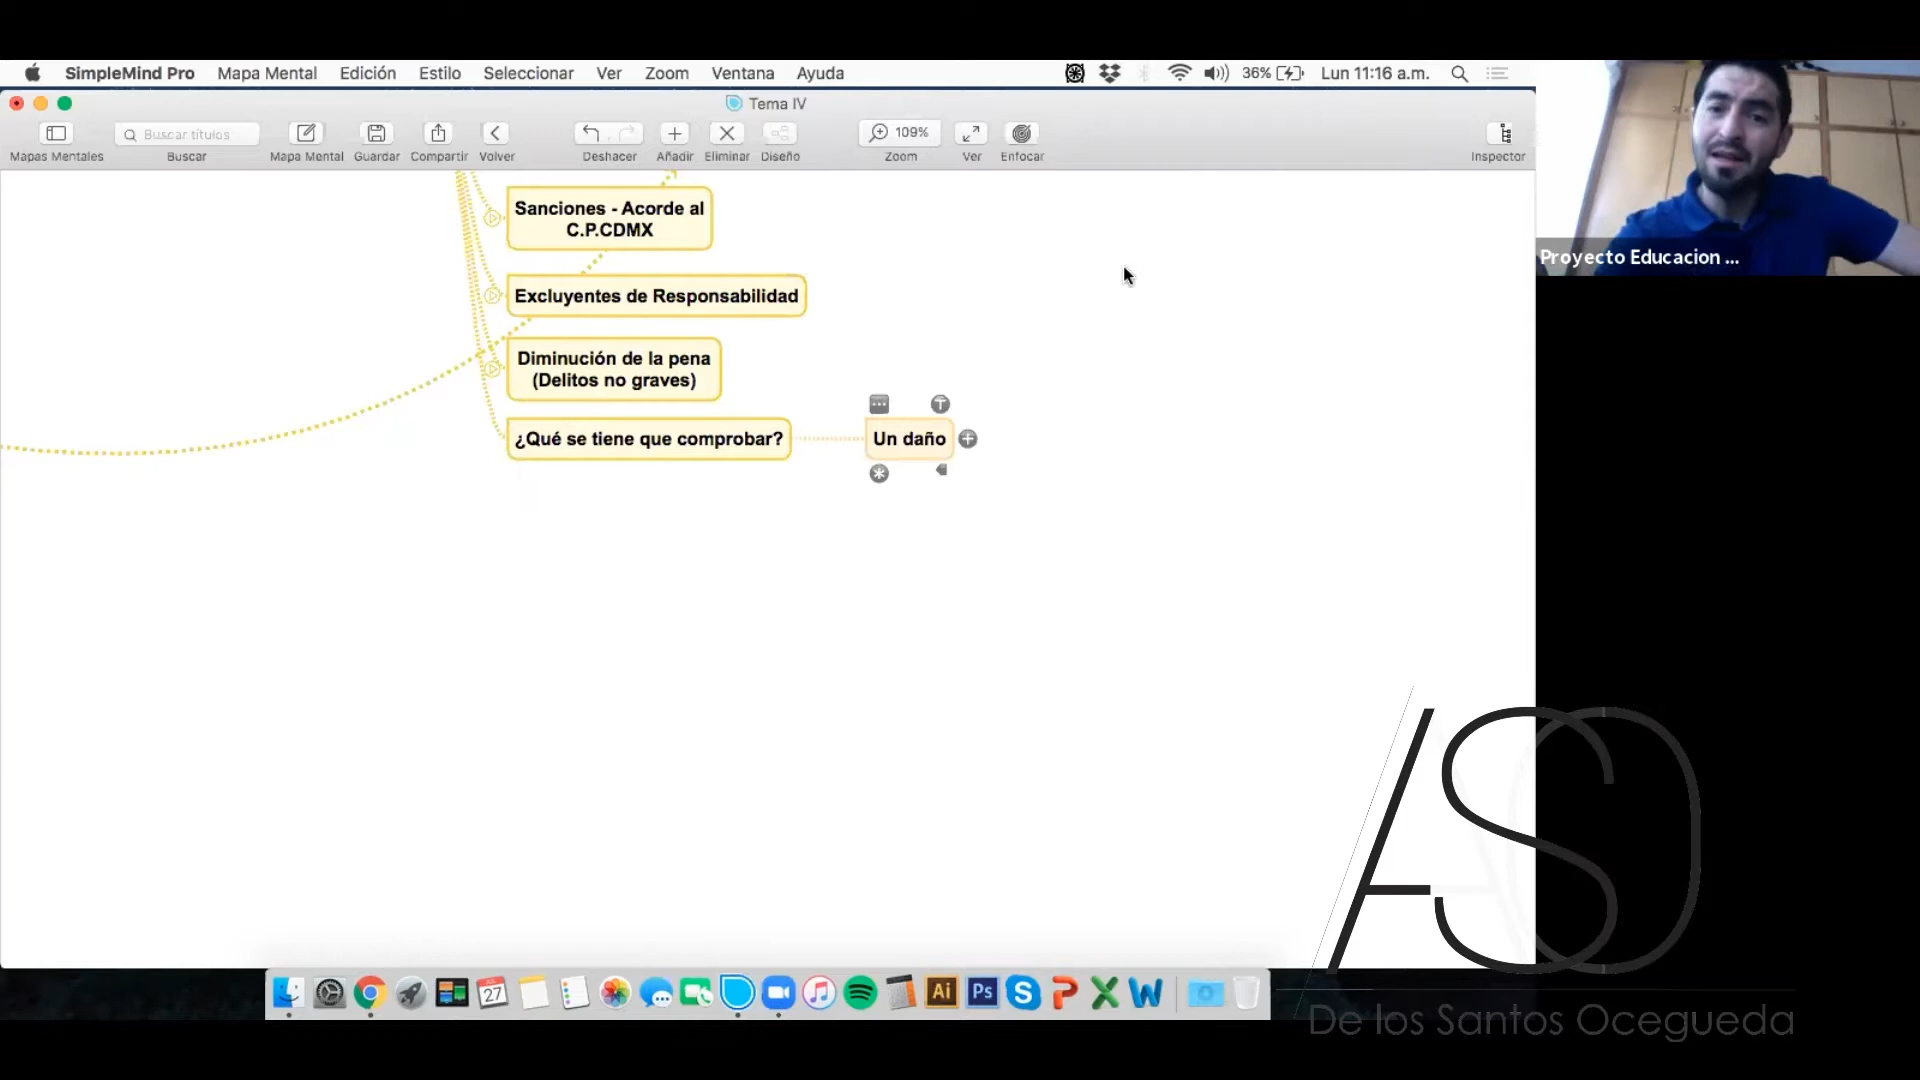 SimpleMind Pro Mapa Mental Edición Estilo Seleccionar Ver Zoom Ventana Ayuda 36% Lun 11:16 a.m.
Tema IV
Buscar títulos 109%
Mapas Mentales Buscar Mapa Mental Guardar Compartir Volver Deshacer Añadir Eliminar Diseño Zoom Ver Enfocar Inspector
Sanciones - Acorde al
C.P.CDMX
Proyecto Educacion ...
Excluyentes de Responsabilidad
Diminución de la pena
(Delitos no graves)
¿Qué se tiene que comprobar? Un daño
ASO
27 Ai Ps
De los Santos Ocegueda